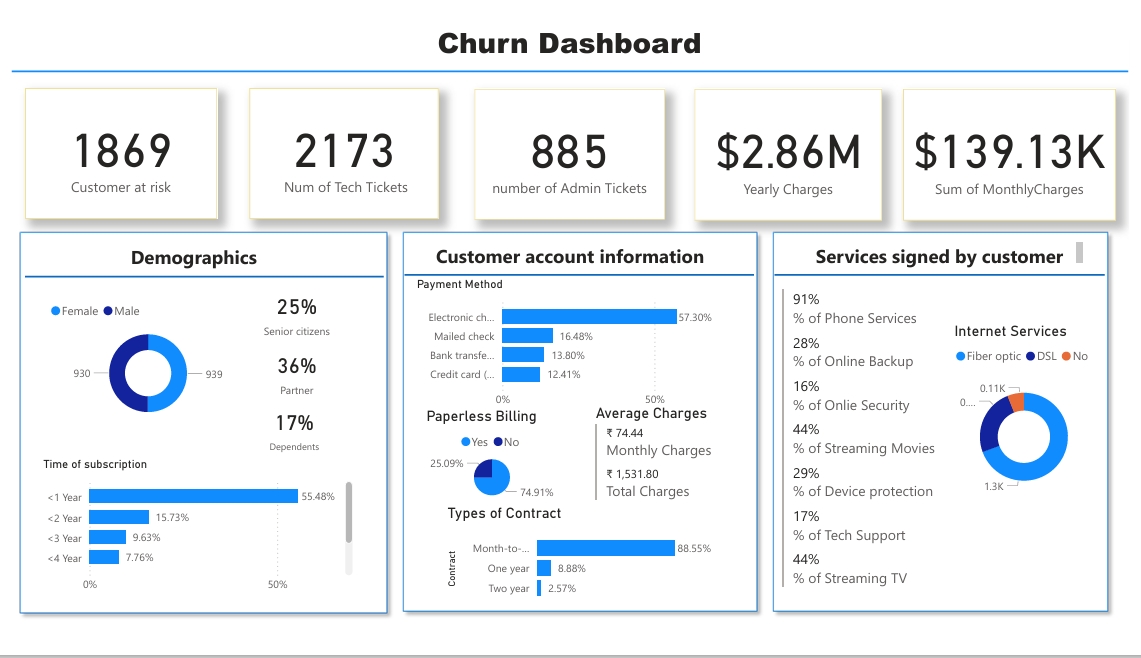 Churn Dashboard
1869
Customer at risk
2173
Num of Tech Tickets
885
number of Admin Tickets
$2.86M
Yearly Charges
$139.13K
Sum of MonthlyCharges
Demographics
Female Male
930
939
25%
Senior citizens
36%
Partner
17%
Dependents
Time of subscription
<1 Year 55.48%
<2 Year 15.73%
<3 Year 9.63%
<4 Year 7.76%
0% 50%
Customer account information
Payment Method
Electronic ch... 57.30%
Mailed check 16.48%
Bank transfe... 13.80%
Credit card (... 12.41%
0% 50%
Paperless Billing
Yes No
25.09%
74.91%
Average Charges
₹ 74.44
Monthly Charges
₹ 1,531.80
Total Charges
Types of Contract
Contract
Month-to-... 88.55%
One year 8.88%
Two year 2.57%
Services signed by customer
91%
% of Phone Services
28%
% of Online Backup
16%
% of Onlie Security
44%
% of Streaming Movies
29%
% of Device protection
17%
% of Tech Support
44%
% of Streaming TV
Internet Services
Fiber optic DSL No
0.11K
0....
1.3K